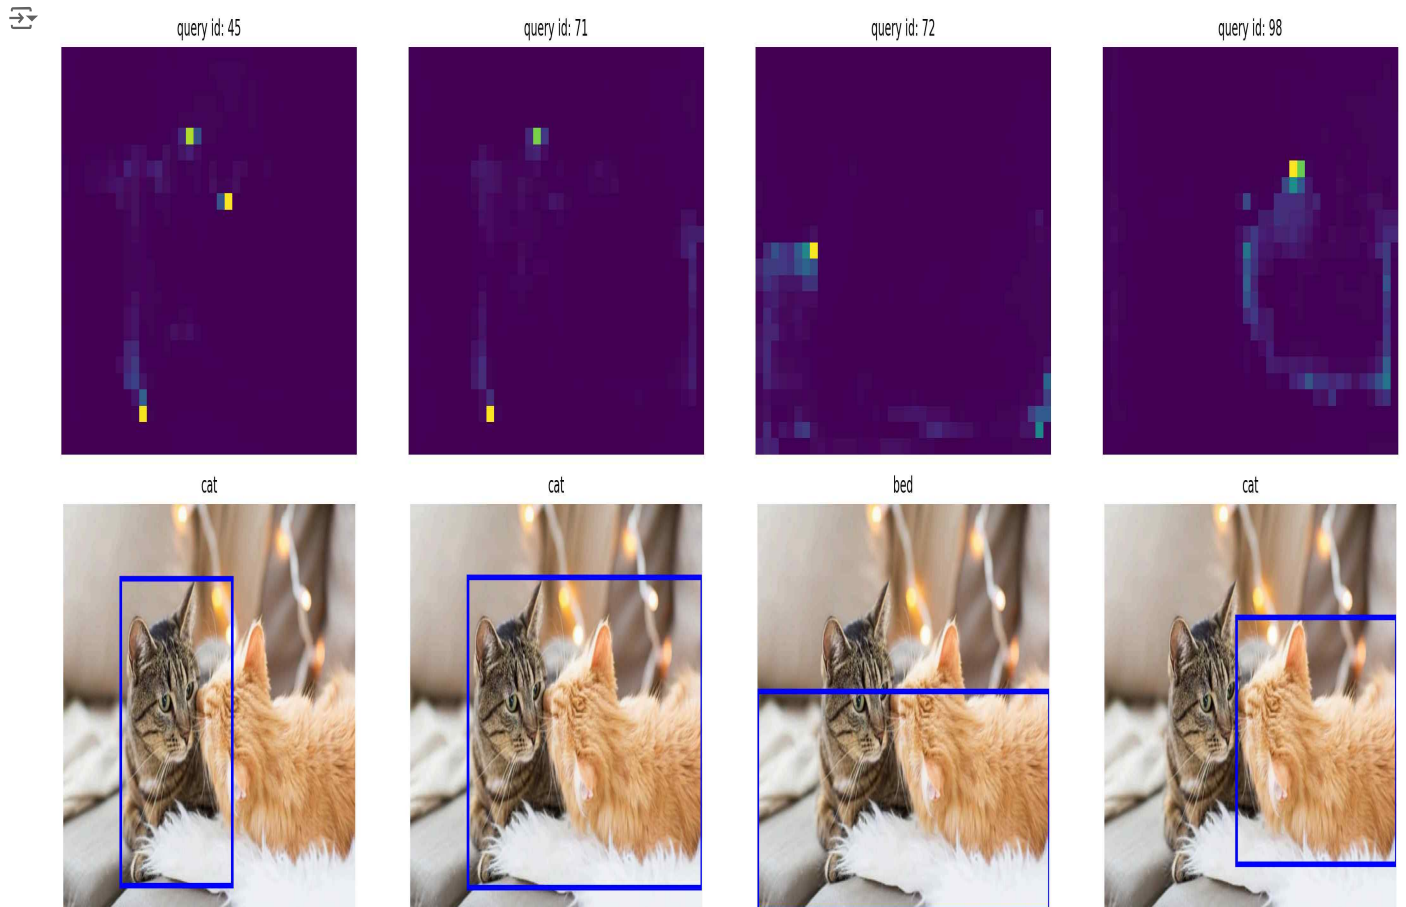 query id: 45
query id: 71
query id: 72
query id: 98
cat
cat
bed
cat